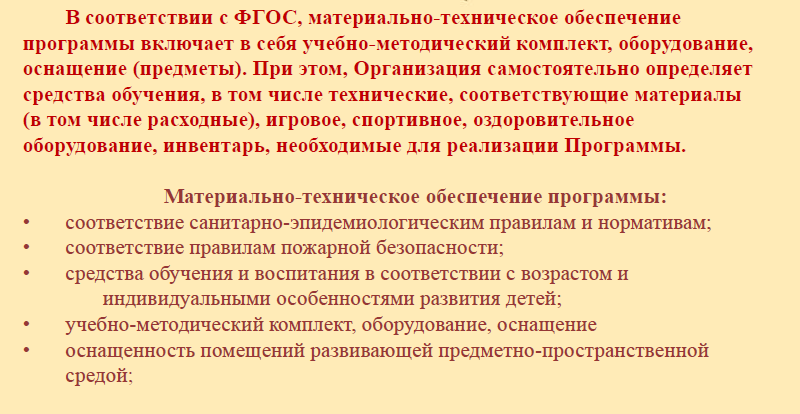 В соответствии с ФГОС, материально-техническое обеспечение
программы включает в себя учебно-методический комплект, оборудование,
оснащение (предметы). При этом, Организация самостоятельно определяет
средства обучения, в том числе технические, соответствующие материалы
(в том числе расходные), игровое, спортивное, оздоровительное
оборудование, инвентарь, необходимые для реализации Программы.
Материально-техническое обеспечение программы:
• соответствие санитарно-эпидемиологическим правилам и нормативам;
• соответствие правилам пожарной безопасности;
• средства обучения и воспитания в соответствии с возрастом и
индивидуальными особенностями развития детей;
• учебно-методический комплект, оборудование, оснащение
• оснащенность помещений развивающей предметно-пространственной
средой;